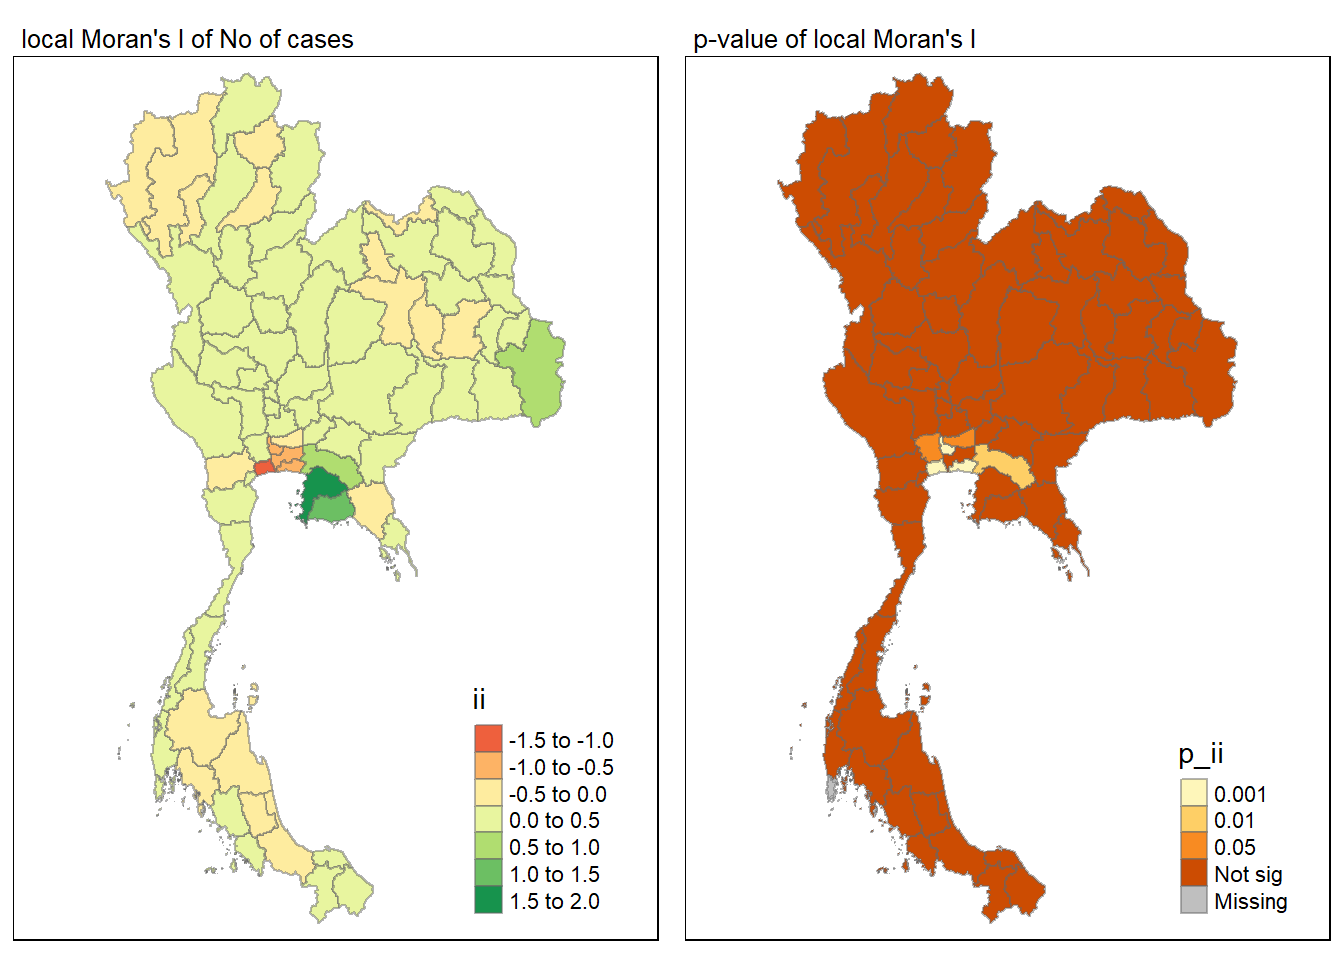 local Moran's I of No of cases
ii
-1.5 to -1.0
-1.0 to -0.5
-0.5 to 0.0
0.0 to 0.5
0.5 to 1.0
1.0 to 1.5
1.5 to 2.0
p-value of local Moran's I
p_ii
0.001
0.01
0.05
Not sig
Missing